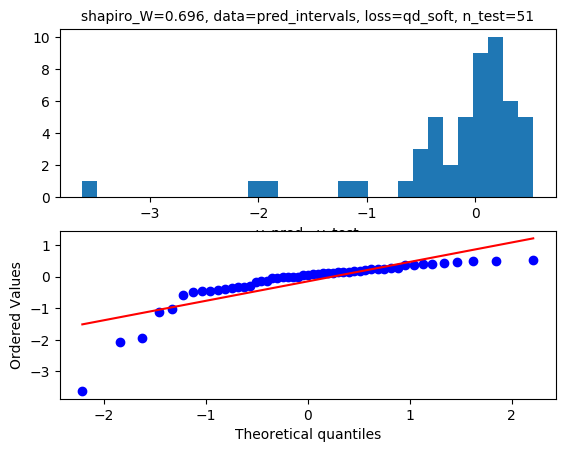 shapiro_W=0.696, data=pred_intervals, loss=qd_soft, n_test=51
10
8
6
4
2
0
−3 −2 −1 0
1
0
−1
−2
−3
Ordered Values
−2 −1 0 1 2
Theoretical quantiles